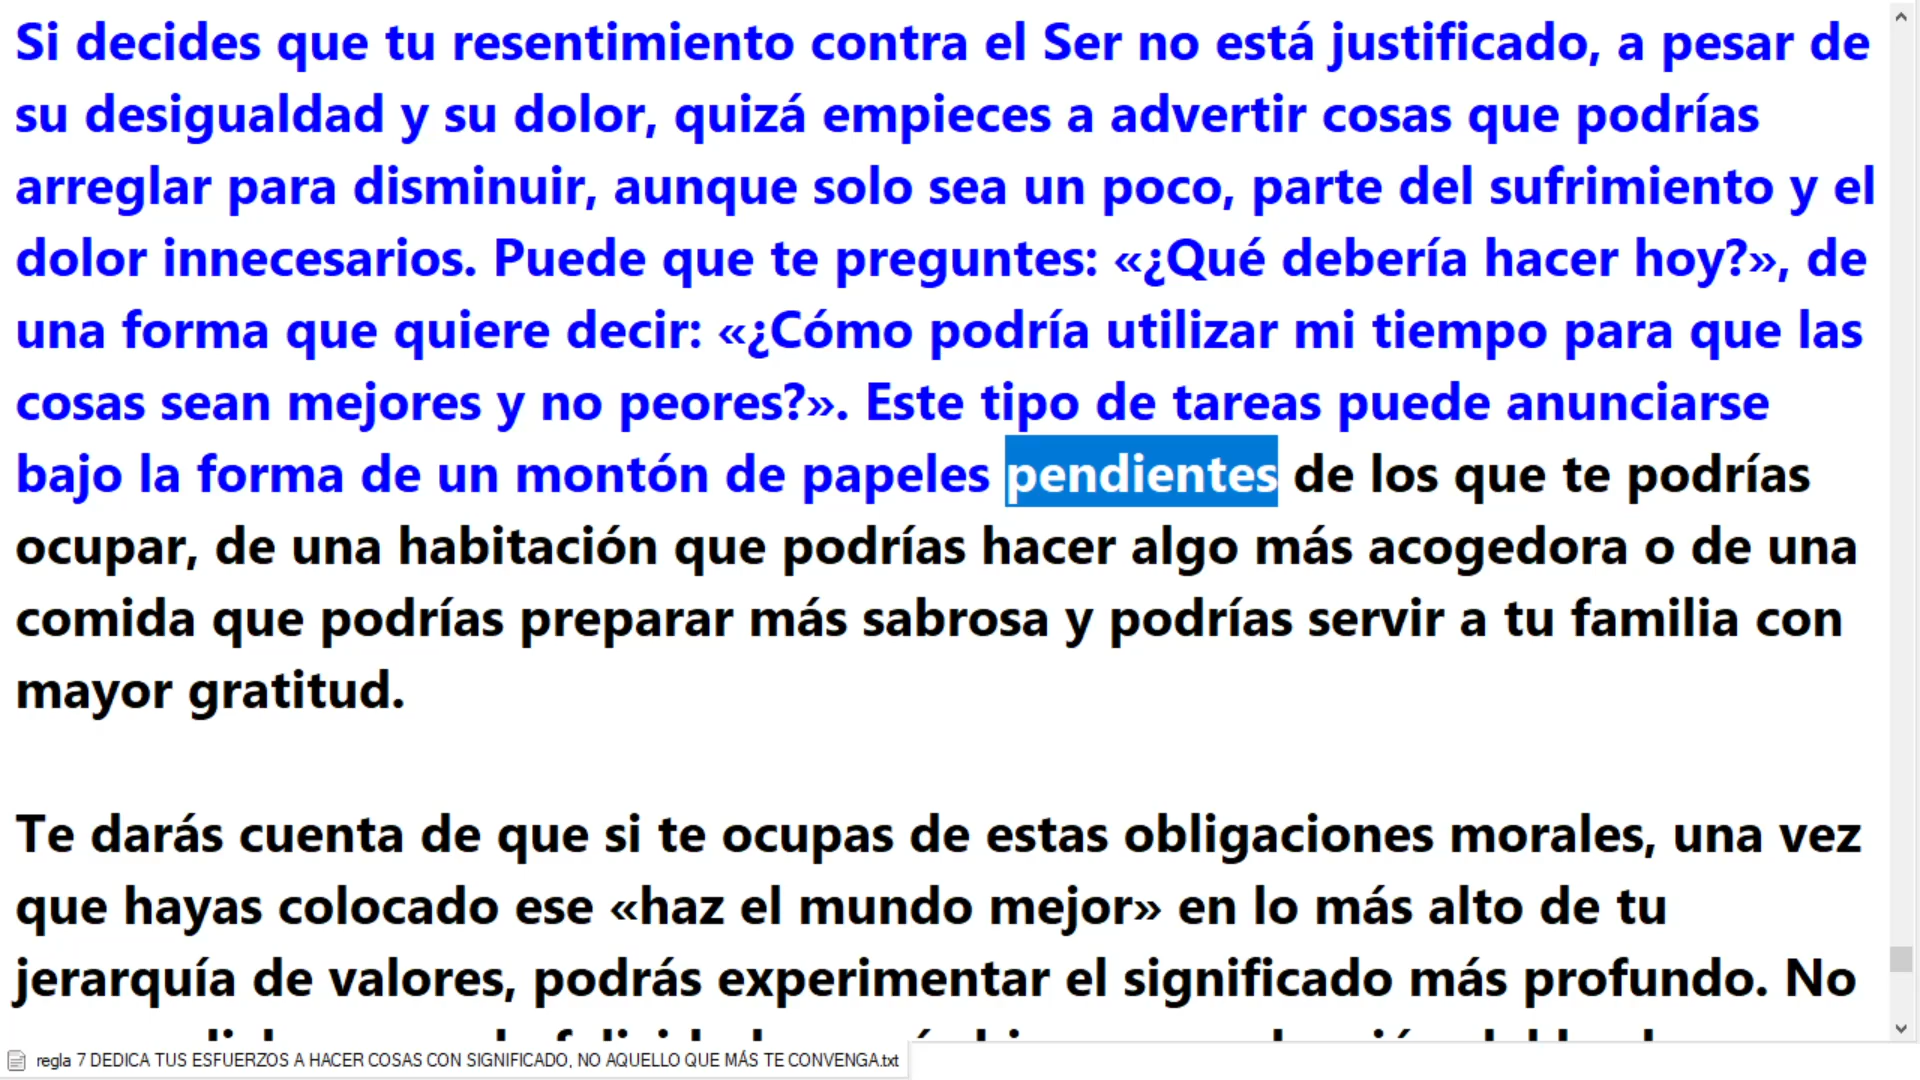 Si decides que tu resentimiento contra el Ser no está justificado, a pesar de
su desigualdad y su dolor, quizá empieces a advertir cosas que podrías
arreglar para disminuir, aunque solo sea un poco, parte del sufrimiento y el
dolor innecesarios. Puede que te preguntes: «¿Qué debería hacer hoy?», de
una forma que quiere decir: «¿Cómo podría utilizar mi tiempo para que las
cosas sean mejores y no peores?». Este tipo de tareas puede anunciarse
bajo la forma de un montón de papeles pendientes de los que te podrías
ocupar, de una habitación que podrías hacer algo más acogedora o de una
comida que podrías preparar más sabrosa y podrías servir a tu familia con
mayor gratitud.
Te darás cuenta de que si te ocupas de estas obligaciones morales, una vez
que hayas colocado ese «haz el mundo mejor» en lo más alto de tu
jerarquía de valores, podrás experimentar el significado más profundo. No
regla 7 DEDICA TUS ESFUERZOS A HACER COSAS CON SIGNIFICADO, NO AQUELLO QUE MÁS TE CONVENGA.txt